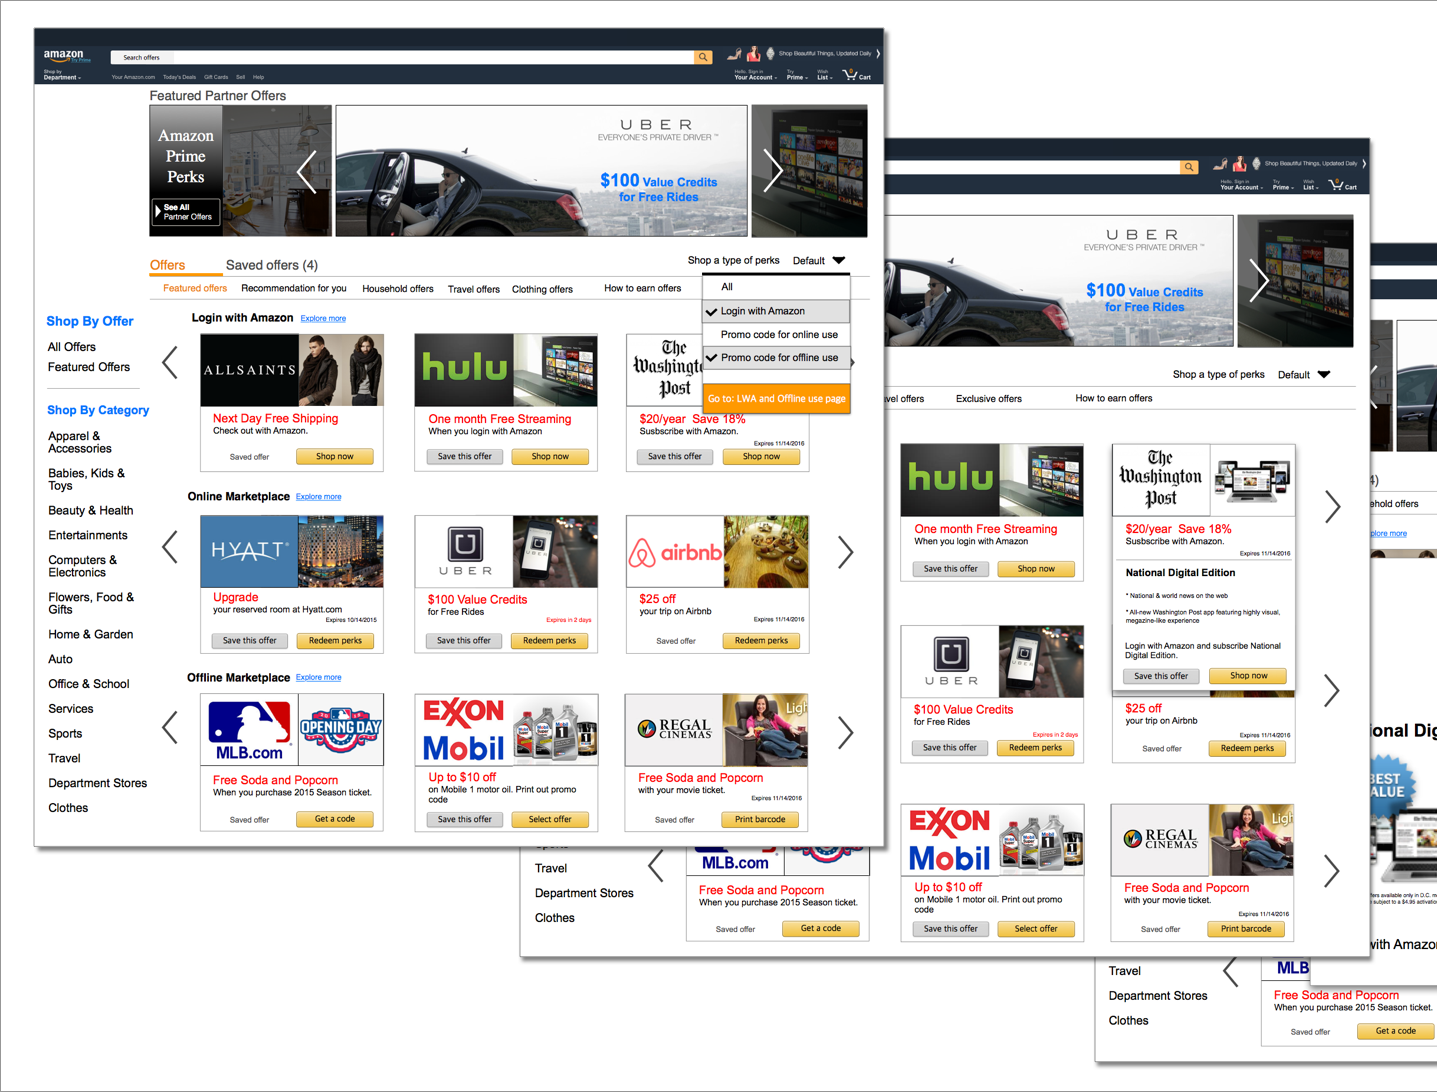 amazon
Try Prime
Search offers
Shop Beautiful Things, Updated Daily
Shop by
Department
Your Amazon.com Today's Deals Gift Cards Sell Help
Hello. Sign in
Your Account
Try
Prime
Wish
List
0
Cart
Featured Partner Offers
Amazon
Prime
Perks
See All
Partner Offers
UBER
EVERYONE'S PRIVATE DRIVER™
$100 Value Credits
for Free Rides
Offers
Saved offers (4)
Shop a type of perks
Default
Featured offers Recommendation for you Household offers Travel offers Clothing offers How to earn offers
All
Login with Amazon
Promo code for online use
Promo code for offline use
Go to: LWA and Offline use page
Shop By Offer
All Offers
Featured Offers
Shop By Category
Apparel &
Accessories
Babies, Kids &
Toys
Beauty & Health
Entertainments
Computers &
Electronics
Flowers, Food &
Gifts
Home & Garden
Auto
Office & School
Services
Sports
Travel
Department Stores
Clothes
Login with Amazon Explore more
ALLSAINTS
Next Day Free Shipping
Check out with Amazon.
Saved offer
Shop now
hulu
One month Free Streaming
When you login with Amazon
Save this offer
Shop now
The
Washingt
Post
$20/year Save 18%
Susbscribe with Amazon.
Expires 11/14/2016
Save this offer
Shop now
Online Marketplace Explore more
HYATT
Upgrade
your reserved room at Hyatt.com
Expires 10/14/2015
Save this offer
Redeem perks
UBER
UBER
$100 Value Credits
for Free Rides
Expires in 2 days
Save this offer
Redeem perks
airbnb
$25 off
your trip on Airbnb
Expires 11/14/2016
Saved offer
Redeem perks
Offline Marketplace Explore more
MLB.com
OPENING DAY
Free Soda and Popcorn
When you purchase 2015 Season ticket.
Saved offer
Get a code
EXXON
Mobil
Up to $10 off
on Mobile 1 motor oil. Print out promo
code
Save this offer
Select offer
REGAL
CINEMAS
Ligh
Free Soda and Popcorn
with your movie ticket.
Expires 11/14/2016
Saved offer
Print barcode
Shop Beautiful Things, Updated Daily
Hello. Sign in
Your Account
Try
Prime
Wish
List
0
Cart
UBER
EVERYONE'S PRIVATE DRIVER™
$100 Value Credits
for Free Rides
Shop a type of perks
Default
vel offers Exclusive offers How to earn offers
hulu
One month Free Streaming
When you login with Amazon
Save this offer
Shop now
The
Washington
Post
$20/year Save 18%
Susbscribe with Amazon.
Expires 11/14/2016
National Digital Edition
* National & world news on the web
* All-new Washington Post app featuring highly visual,
megazine-like experience
Login with Amazon and subscribe National
Digital Edition.
Save this offer
Shop now
UBER
UBER
$100 Value Credits
for Free Rides
Expires in 2 days
Save this offer
Redeem perks
$25 off
your trip on Airbnb
Expires 11/14/2016
Saved offer
Redeem perks
Travel
Department Stores
Clothes
MLB.com
Free Soda and Popcorn
When you purchase 2015 Season ticket.
Saved offer
Get a code
EXXON
Mobil
Up to $10 off
on Mobile 1 motor oil. Print out promo
code
Save this offer
Select offer
REGAL
CINEMAS
Ligh
Free Soda and Popcorn
with your movie ticket.
Expires 11/14/2016
Saved offer
Print barcode
4)
ehold offers
plore more
ional Dig
BEST
ALUE
fers available only in D.C. m
subject to a $4.95 activation
with Amazo
Travel
Department Stores
Clothes
MLB
Free Soda and Popcorn
When you purchase 2015 Season ticket.
Saved offer
Get a code